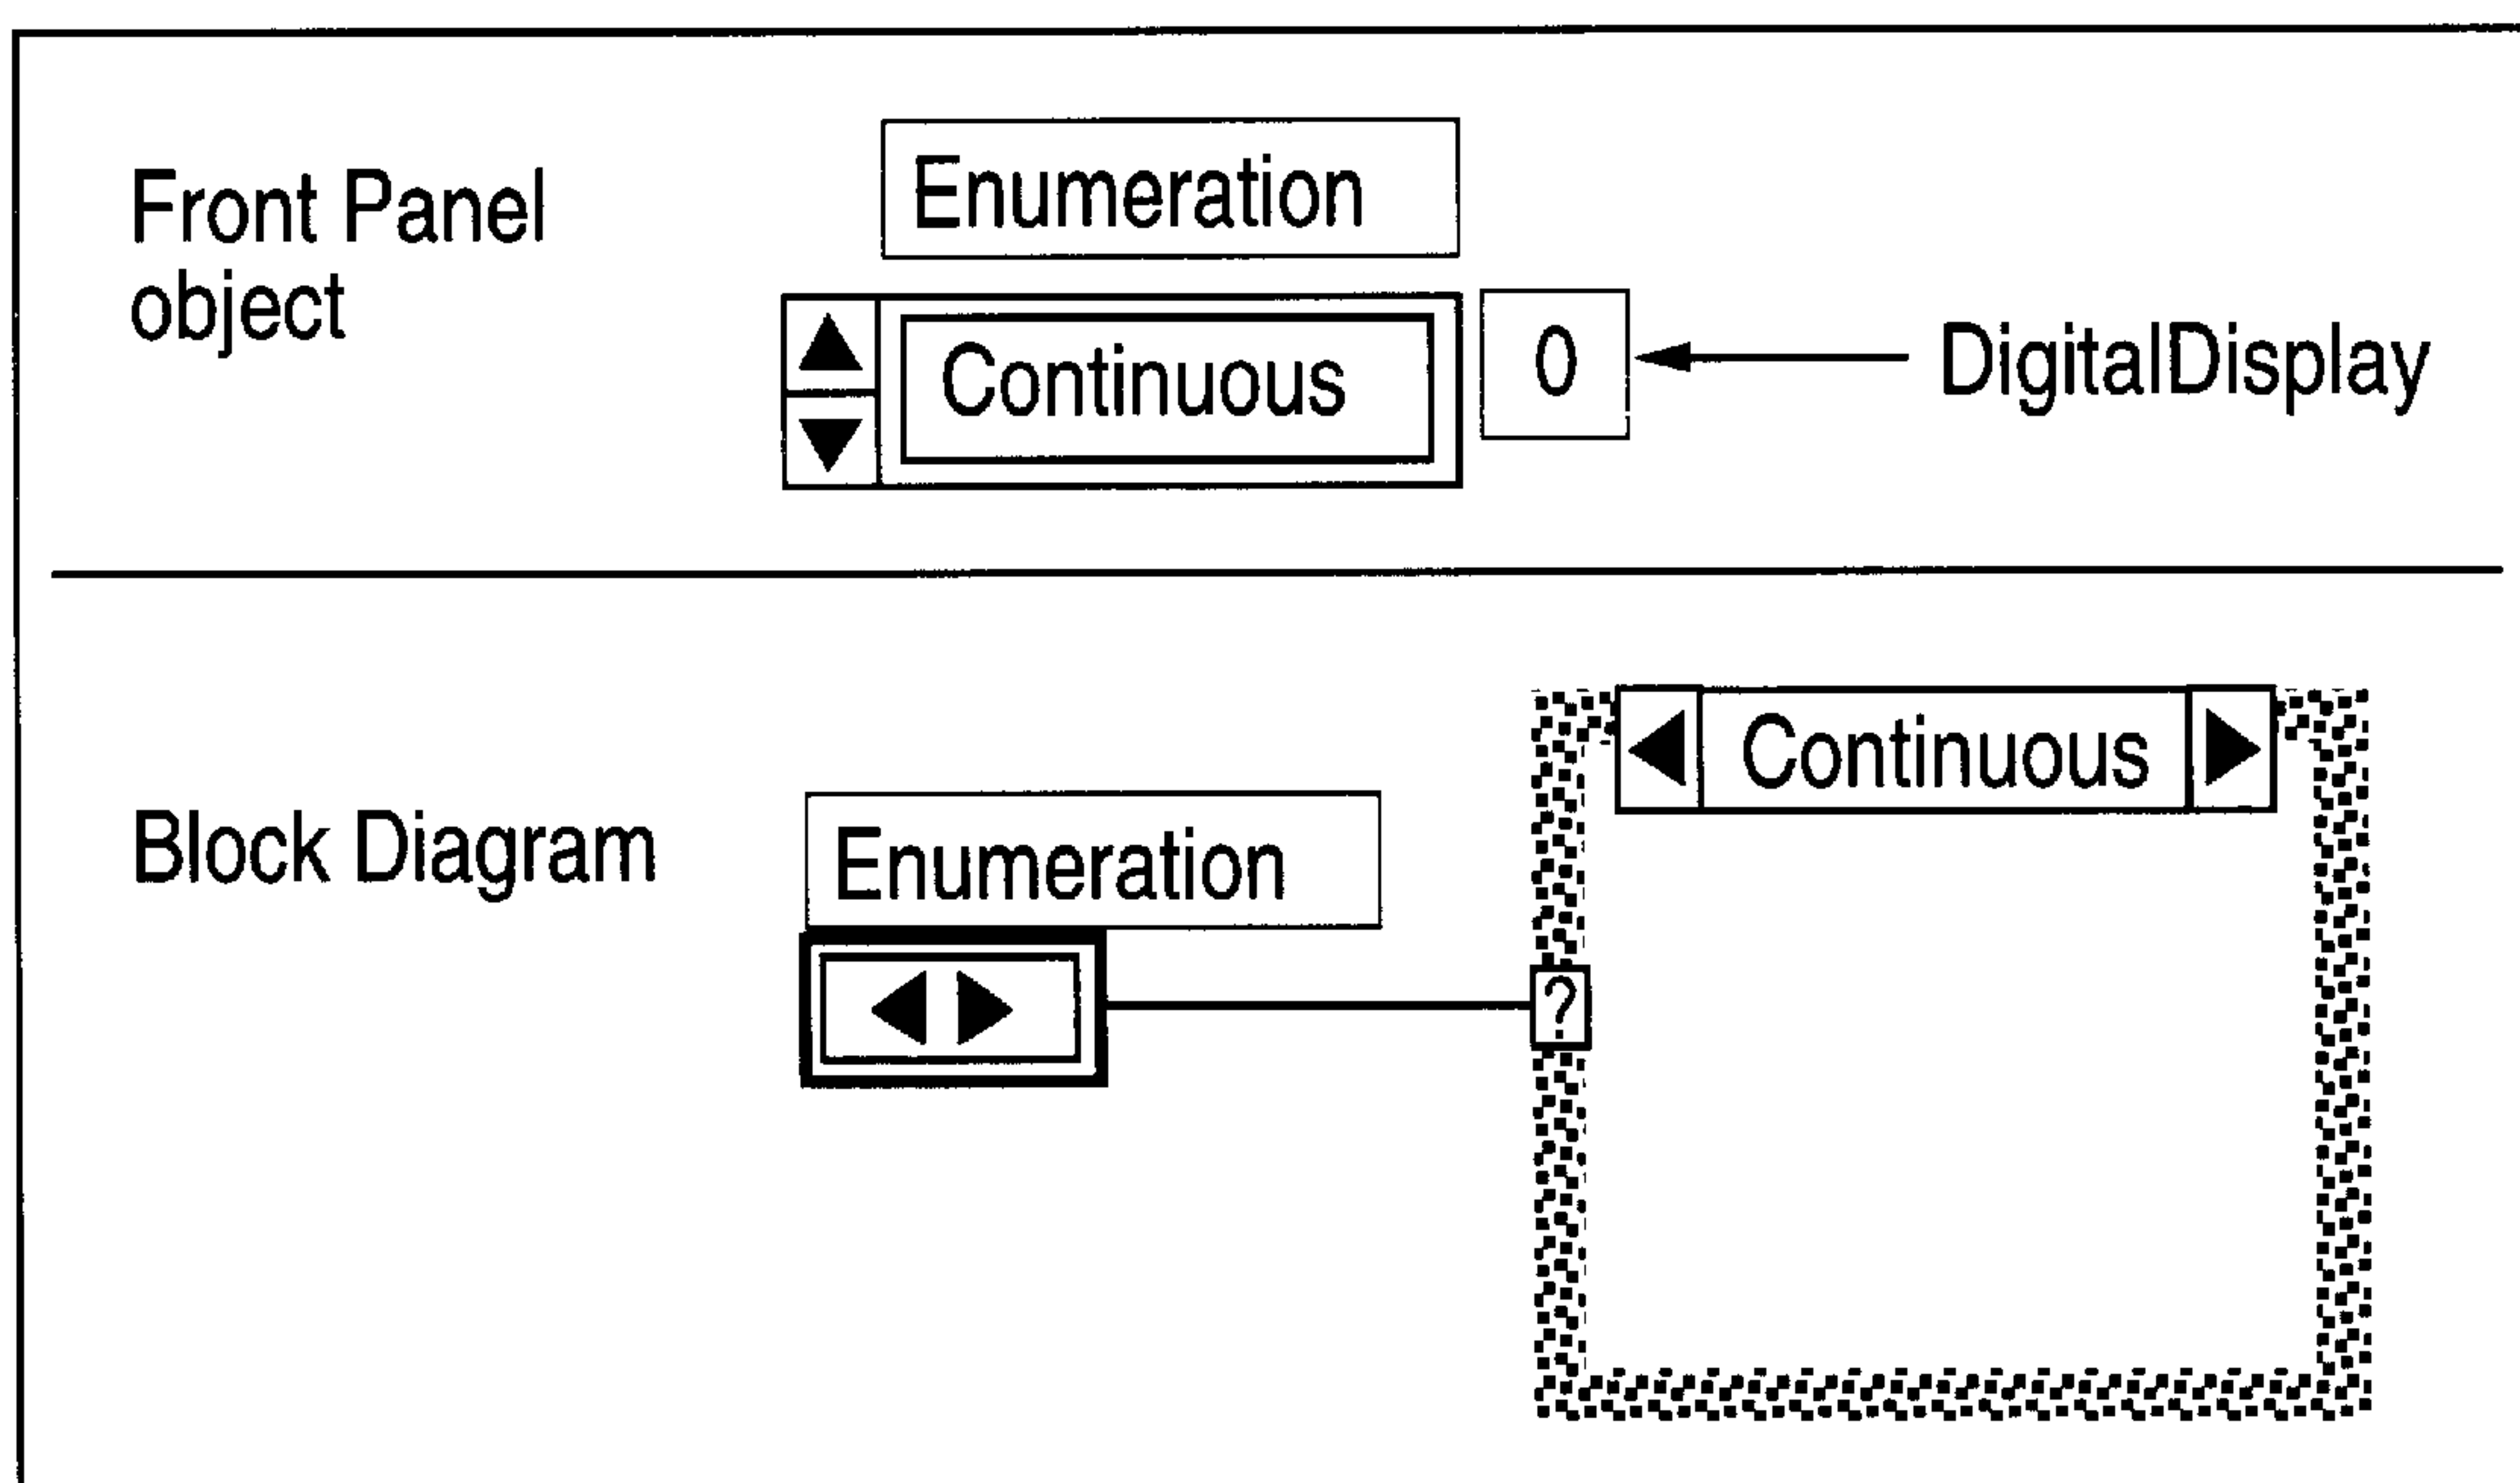 Front Panel
object
Enumeration
Continuous
0
DigitalDisplay
Block Diagram
Enumeration
?
Continuous